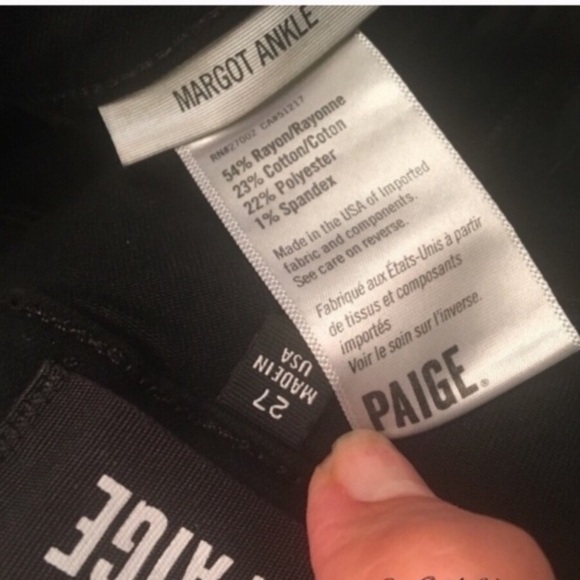 MARGOT ANKLE
RN#27002 CA#51217
54% Rayon/Rayonne
23% Cotton/Coton
22% Polyester
1% Spandex
Made in the USA of Imported
fabric and components.
See care on reverse.
Fabriqué aux États-Unis à partir
de tissus et composants
importés
Voir le soin sur l'inverse.
PAIGE®
27
MADE IN
USA
PAIGE